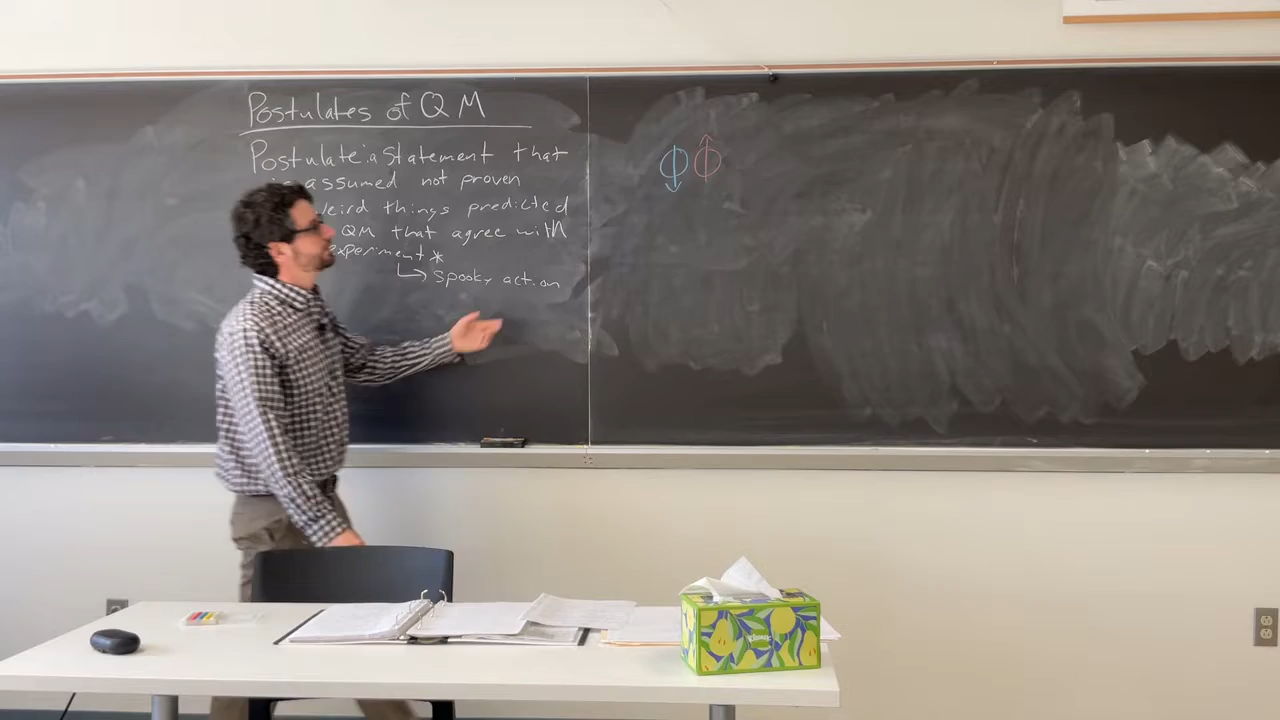 Postulates of QM
Postulate: a statement that
is assumed not proven
weird things predicted
QM that agree with
experiment *
↳ spooky action
Kleenex